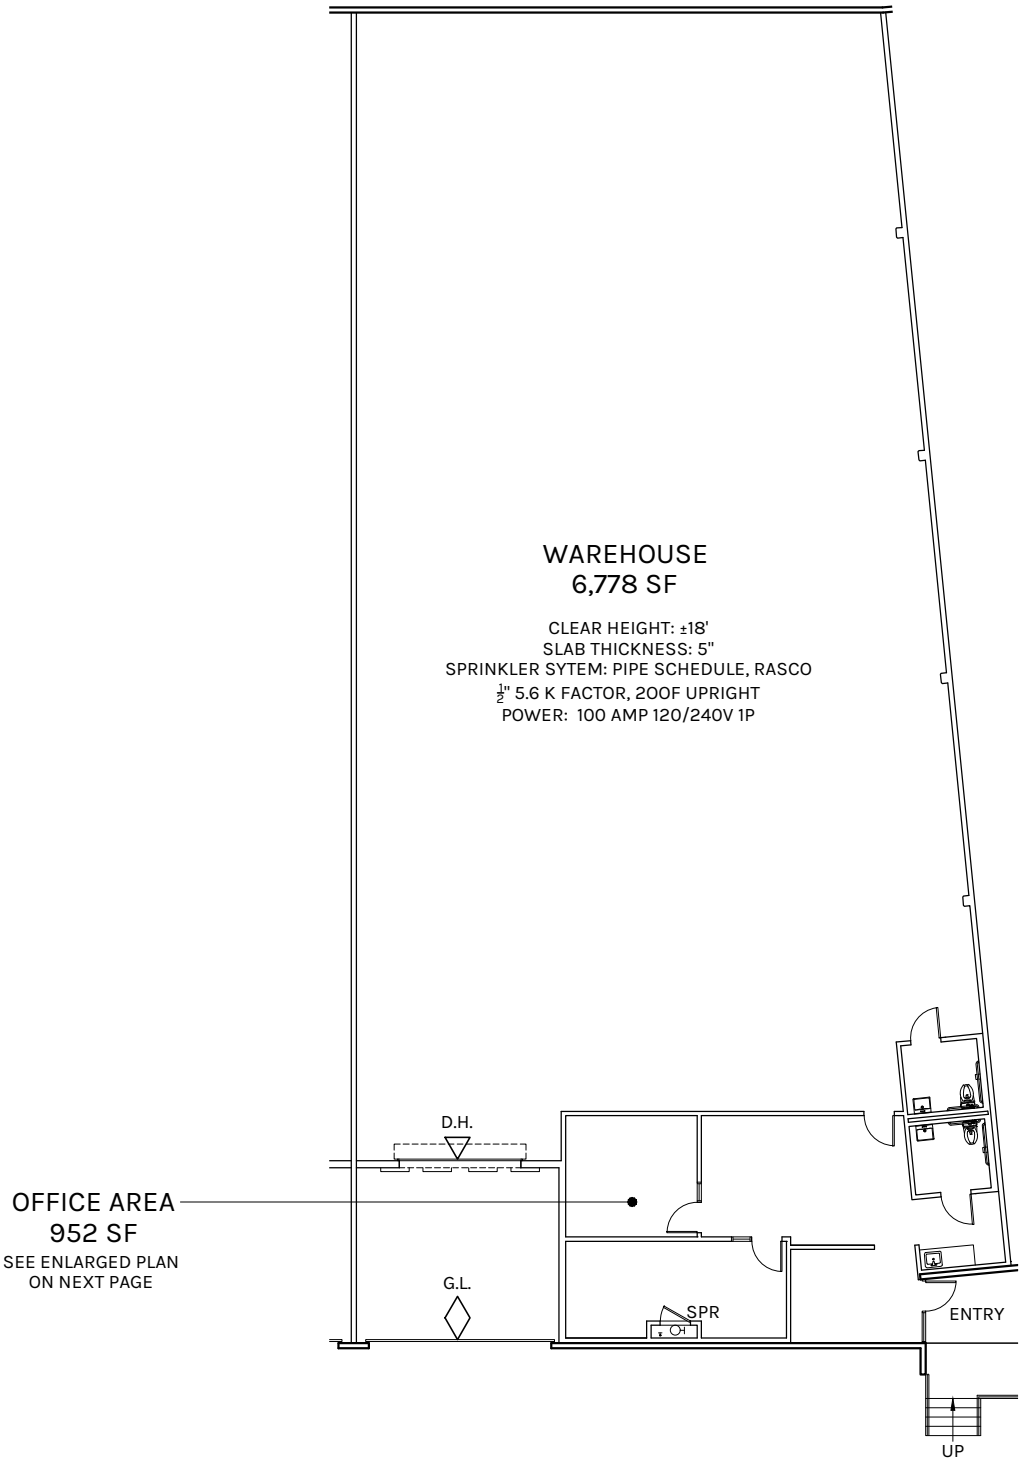 WAREHOUSE
6,778 SF
CLEAR HEIGHT: ±18'
SLAB THICKNESS: 5"
SPRINKLER SYTEM: PIPE SCHEDULE, RASCO
½" 5.6 K FACTOR, 200F UPRIGHT
POWER: 100 AMP 120/240V 1P
D.H.
OFFICE AREA
952 SF
SEE ENLARGED PLAN
ON NEXT PAGE
G.L.
SPR
ENTRY
UP